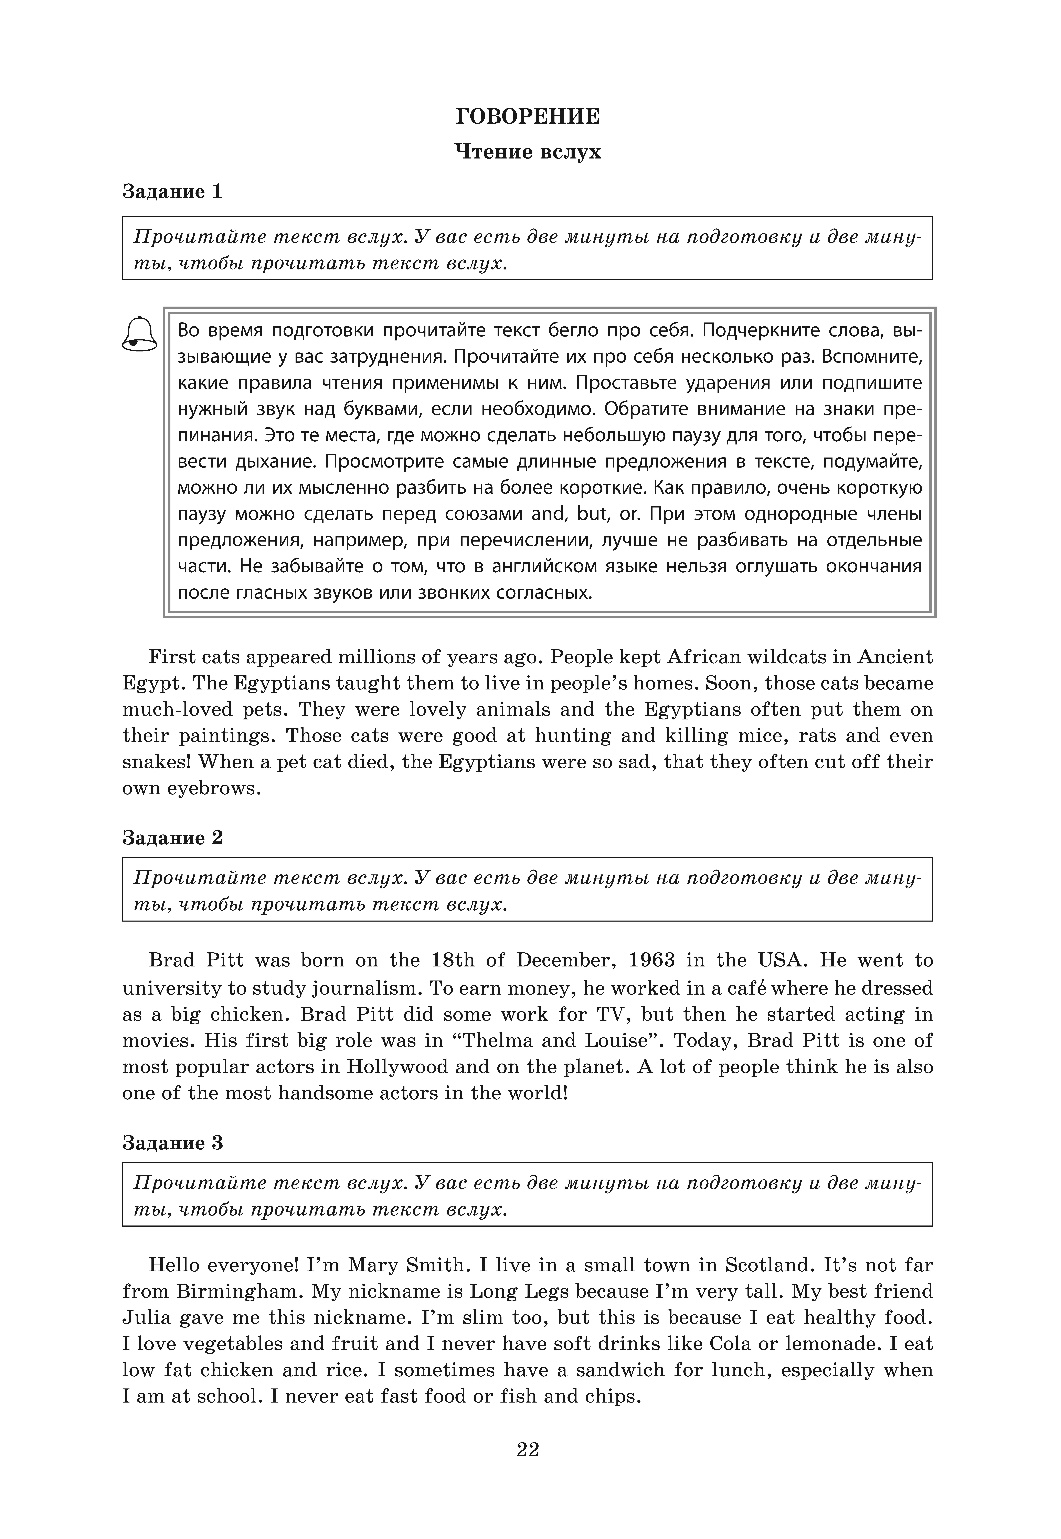 ГОВОРЕНИЕ
Чтение вслух
Задание 1
Прочитайте текст вслух. У вас есть две минуты на подготовку и две мину-
ты, чтобы прочитать текст вслух.
Во время подготовки прочитайте текст бегло про себя. Подчеркните слова, вы-
зывающие у вас затруднения. Прочитайте их про себя несколько раз. Вспомните,
какие правила чтения применимы к ним. Проставьте ударения или подпишите
нужный звук над буквами, если необходимо. Обратите внимание на знаки пре-
пинания. Это те места, где можно сделать небольшую паузу для того, чтобы пере-
вести дыхание. Просмотрите самые длинные предложения в тексте, подумайте,
можно ли их мысленно разбить на более короткие. Как правило, очень короткую
паузу можно сделать перед союзами and, but, or. При этом однородные члены
предложения, например, при перечислении, лучше не разбивать на отдельные
части. Не забывайте о том, что в английском языке нельзя оглушать окончания
после гласных звуков или звонких согласных.
First cats appeared millions of years ago. People kept African wildcats in Ancient
Egypt. The Egyptians taught them to live in people's homes. Soon, those cats became
much-loved pets. They were lovely animals and the Egyptians often put them on
their paintings. Those cats were good at hunting and killing mice, rats and even
snakes! When a pet cat died, the Egyptians were so sad, that they often cut off their
own eyebrows.
Задание 2
Прочитайте текст вслух. У вас есть две минуты на подготовку и две мину-
ты, чтобы прочитать текст вслух.
Brad Pitt was born on the 18th of December, 1963 in the USA. He went to
university to study journalism. To earn money, he worked in a café where he dressed
as a big chicken. Brad Pitt did some work for TV, but then he started acting in
movies. His first big role was in “Thelma and Louise”. Today, Brad Pitt is one of
most popular actors in Hollywood and on the planet. A lot of people think he is also
one of the most handsome actors in the world!
Задание 3
Прочитайте текст вслух. У вас есть две минуты на подготовку и две мину-
ты, чтобы прочитать текст вслух.
Hello everyone! I'm Mary Smith. I live in a small town in Scotland. It's not far
from Birmingham. My nickname is Long Legs because I'm very tall. My best friend
Julia gave me this nickname. I'm slim too, but this is because I eat healthy food.
I love vegetables and fruit and I never have soft drinks like Cola or lemonade. I eat
low fat chicken and rice. I sometimes have a sandwich for lunch, especially when
I am at school. I never eat fast food or fish and chips.
22